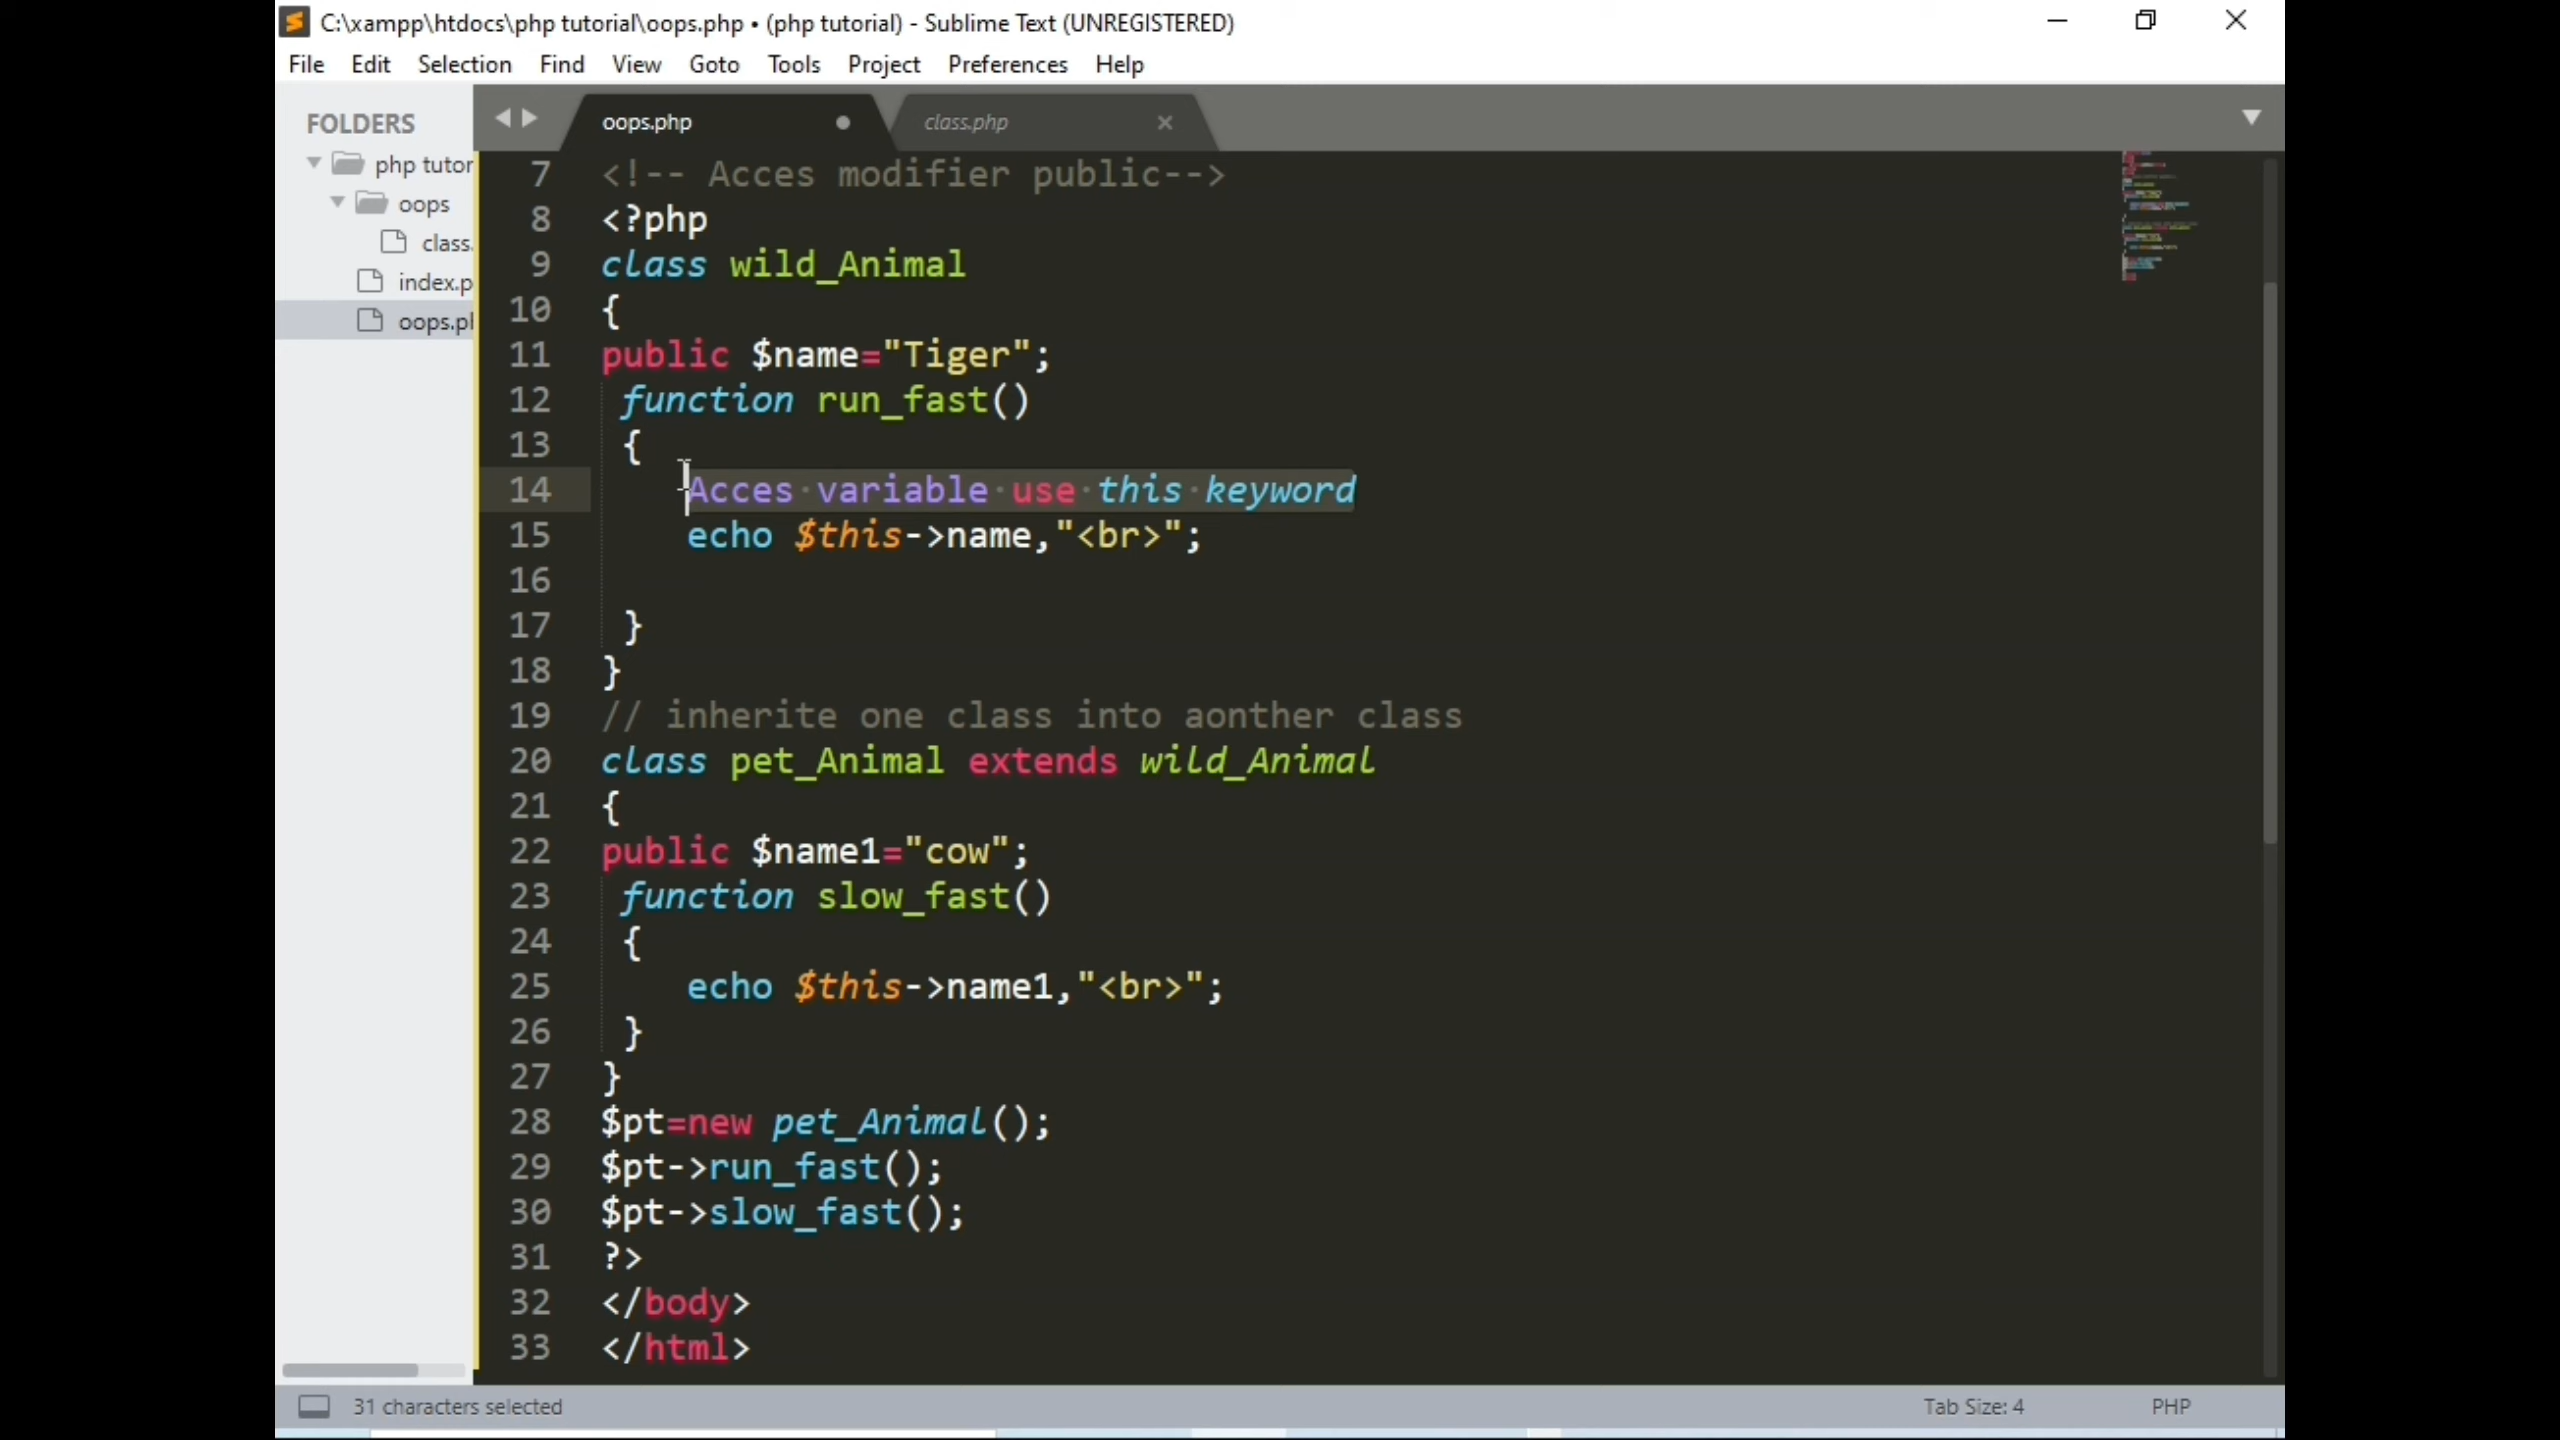 C:\xampp\htdocs\php tutorial\oops.php • (php tutorial) - Sublime Text (UNREGISTERED)
File Edit Selection Find View Goto Tools Project Preferences Help
FOLDERS
php tutor
oops
class.
index.p
oops.ph
oops.php
class.php
7 <!-- Acces modifier public-->
8 <?php
9 class wild_Animal
10 {
11 public $name="Tiger";
12 function run_fast()
13 {
14 Acces variable use this keyword
15 echo $this->name,"<br>";
16
17 }
18 }
19 // inherite one class into aonther class
20 class pet_Animal extends wild_Animal
21 {
22 public $name1="cow";
23 function slow_fast()
24 {
25 echo $this->name1,"<br>";
26 }
27 }
28 $pt=new pet_Animal();
29 $pt->run_fast();
30 $pt->slow_fast();
31 ?>
32 </body>
33 </html>
31 characters selected
Tab Size: 4
PHP